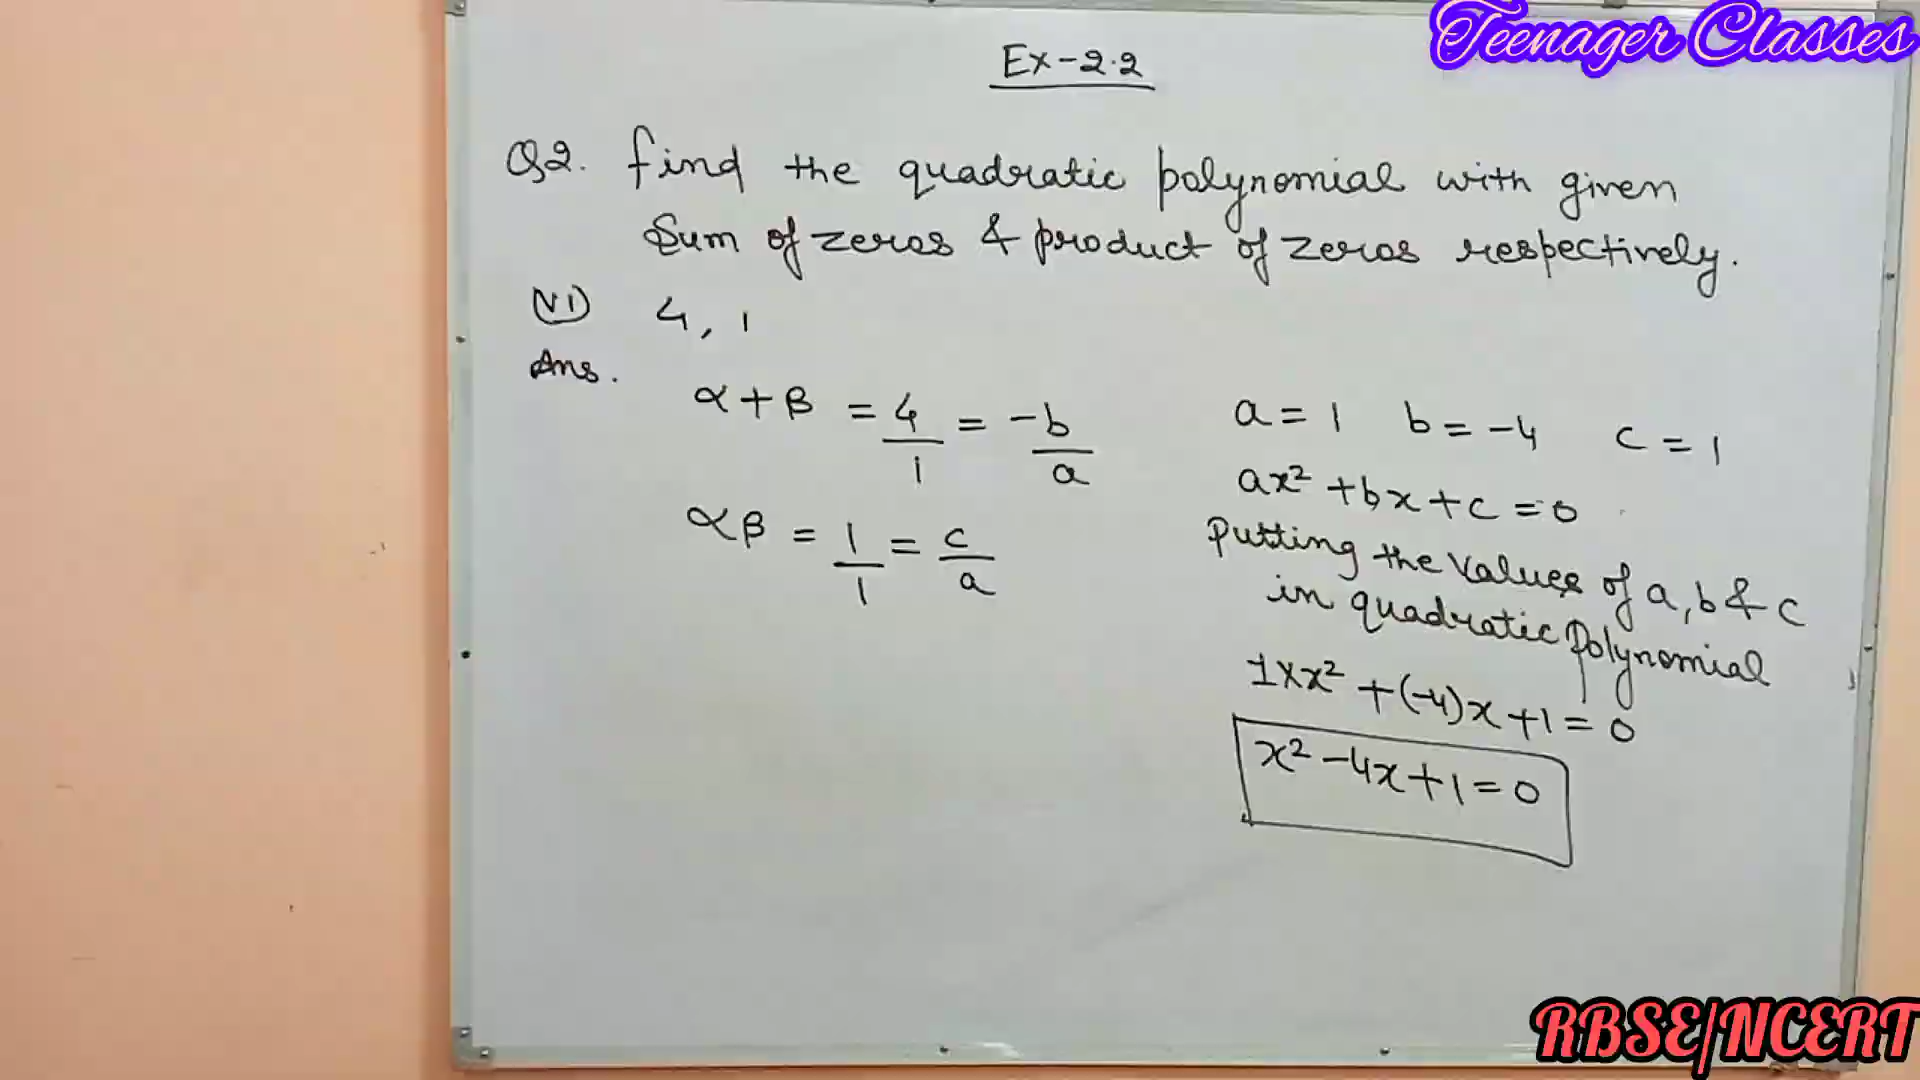 Teenager Classes
Ex-2.2
Q2. find the quadratic polynomial with given
Sum of zeros & product of zeros respectively.
(VI) 4, 1
Ans.
α+β = 4/1 = -b/a
αβ = 1/1 = c/a
a = 1 b = -4 c = 1
ax² + bx + c = 0
Putting the values of a, b & c
in quadratic polynomial
1×x² + (-4)x + 1 = 0
x² - 4x + 1 = 0
RBSE/NCERT